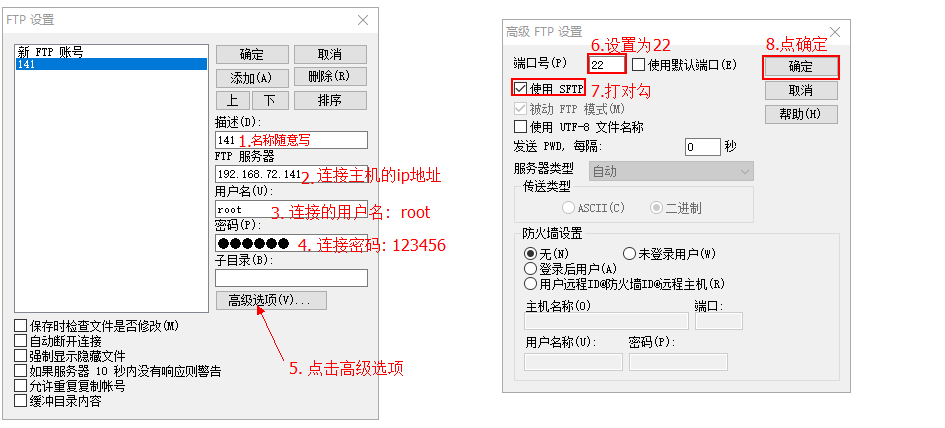 FTP 设置
新 FTP 账号
141
确定
取消
添加(A)
删除(R)
上
下
排序
描述(D):
141
1.名称随意写
FTP 服务器
192.168.72.141
2. 连接主机的ip地址
用户名(U):
root
3. 连接的用户名：root
密码(P):
●●●●●●
4. 连接密码: 123456
子目录(B):
高级选项(V)...
5. 点击高级选项
保存时检查文件是否修改(M)
自动断开连接
强制显示隐藏文件
如果服务器 10 秒内没有响应则警告
允许重复复制帐号
缓冲目录内容
高级 FTP 设置
6.设置为22
8.点确定
端口号(P)
22
使用默认端口(E)
确定
使用 SFTP
7.打对勾
取消
被动 FTP 模式(M)
帮助(H)
使用 UTF-8 文件名称
发送 PWD, 每隔:
0
秒
服务器类型
自动
传送类型
ASCII(C)
二进制
防火墙设置
无(N)
未登录用户(W)
登录后用户(A)
用户远程ID@防火墙ID@远程主机(R)
主机名称(O)
端口:
用户名称(U):
密码(P):